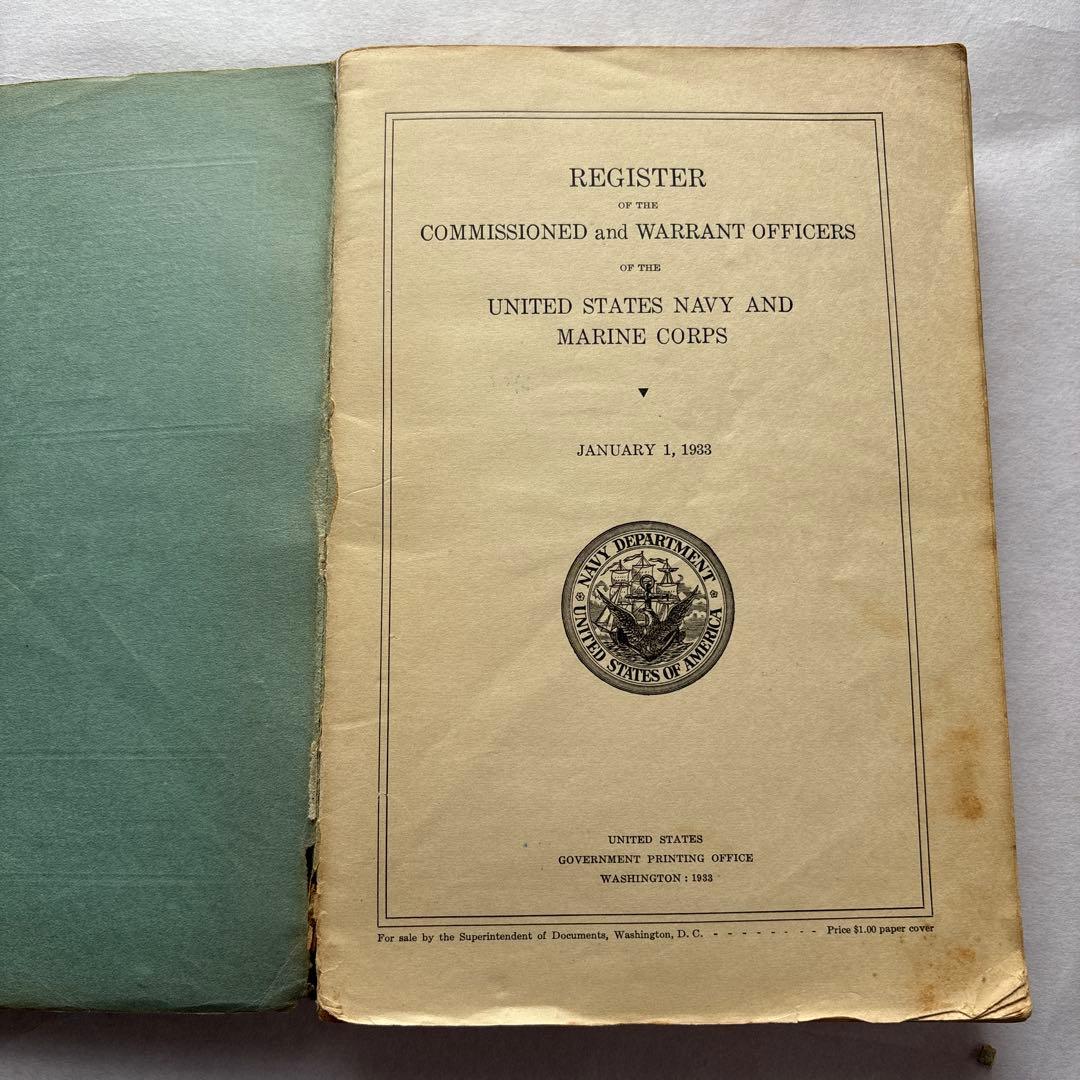 REGISTER
OF THE
COMMISSIONED and WARRANT OFFICERS
OF THE
UNITED STATES NAVY AND
MARINE CORPS
JANUARY 1, 1933
NAVY DEPARTMENT
UNITED STATES OF AMERICA
UNITED STATES
GOVERNMENT PRINTING OFFICE
WASHINGTON : 1933
For sale by the Superintendent of Documents, Washington, D. C. - - - - - - - - - Price $1.00 paper cover